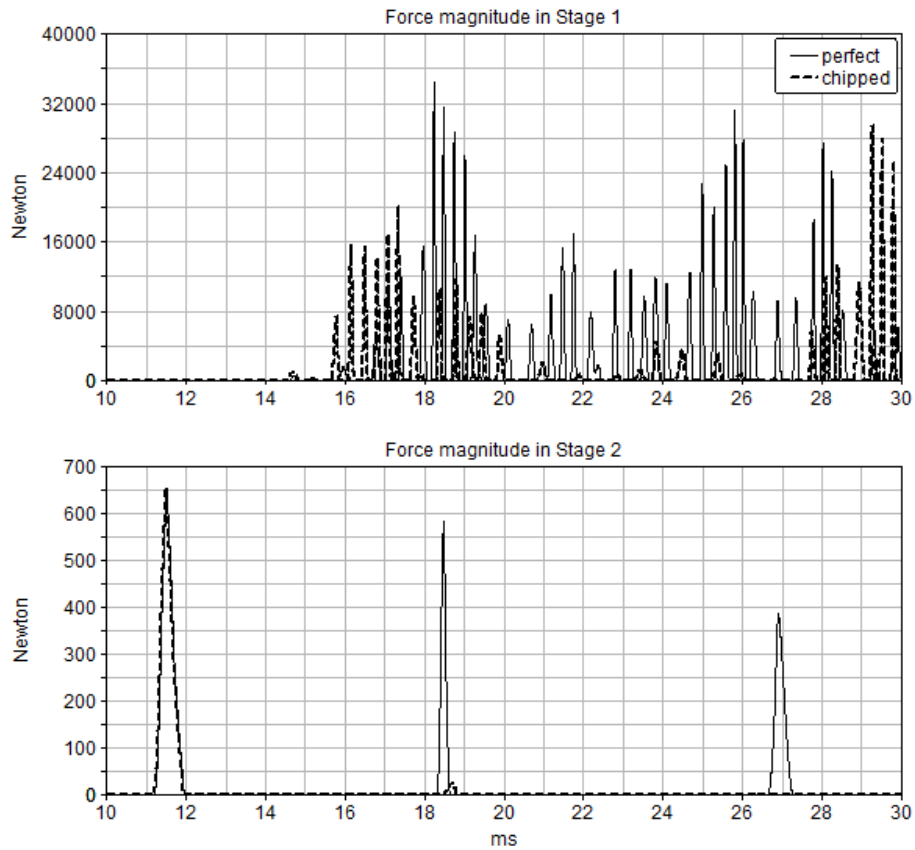 Force magnitude in Stage 1
40000
32000
24000
16000
8000
0
Newton
perfect
chipped
10 12 14 16 18 20 22 24 26 28 30
Force magnitude in Stage 2
700
600
500
400
300
200
100
0
Newton
10 12 14 16 18 20 22 24 26 28 30
ms